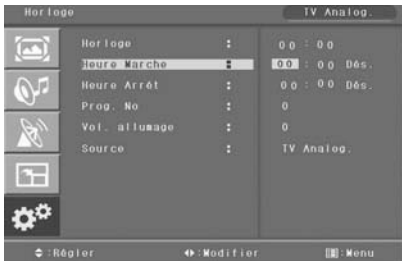 Horloge TV Analog.
Horloge : 00 : 00
Heure Marche : 00 : 00 Dés.
Heure Arrêt : 00 : 00 Dés.
Prog. No : 0
Vol. allumage : 0
Source : TV Analog.
:Régler :Modifier :Menu